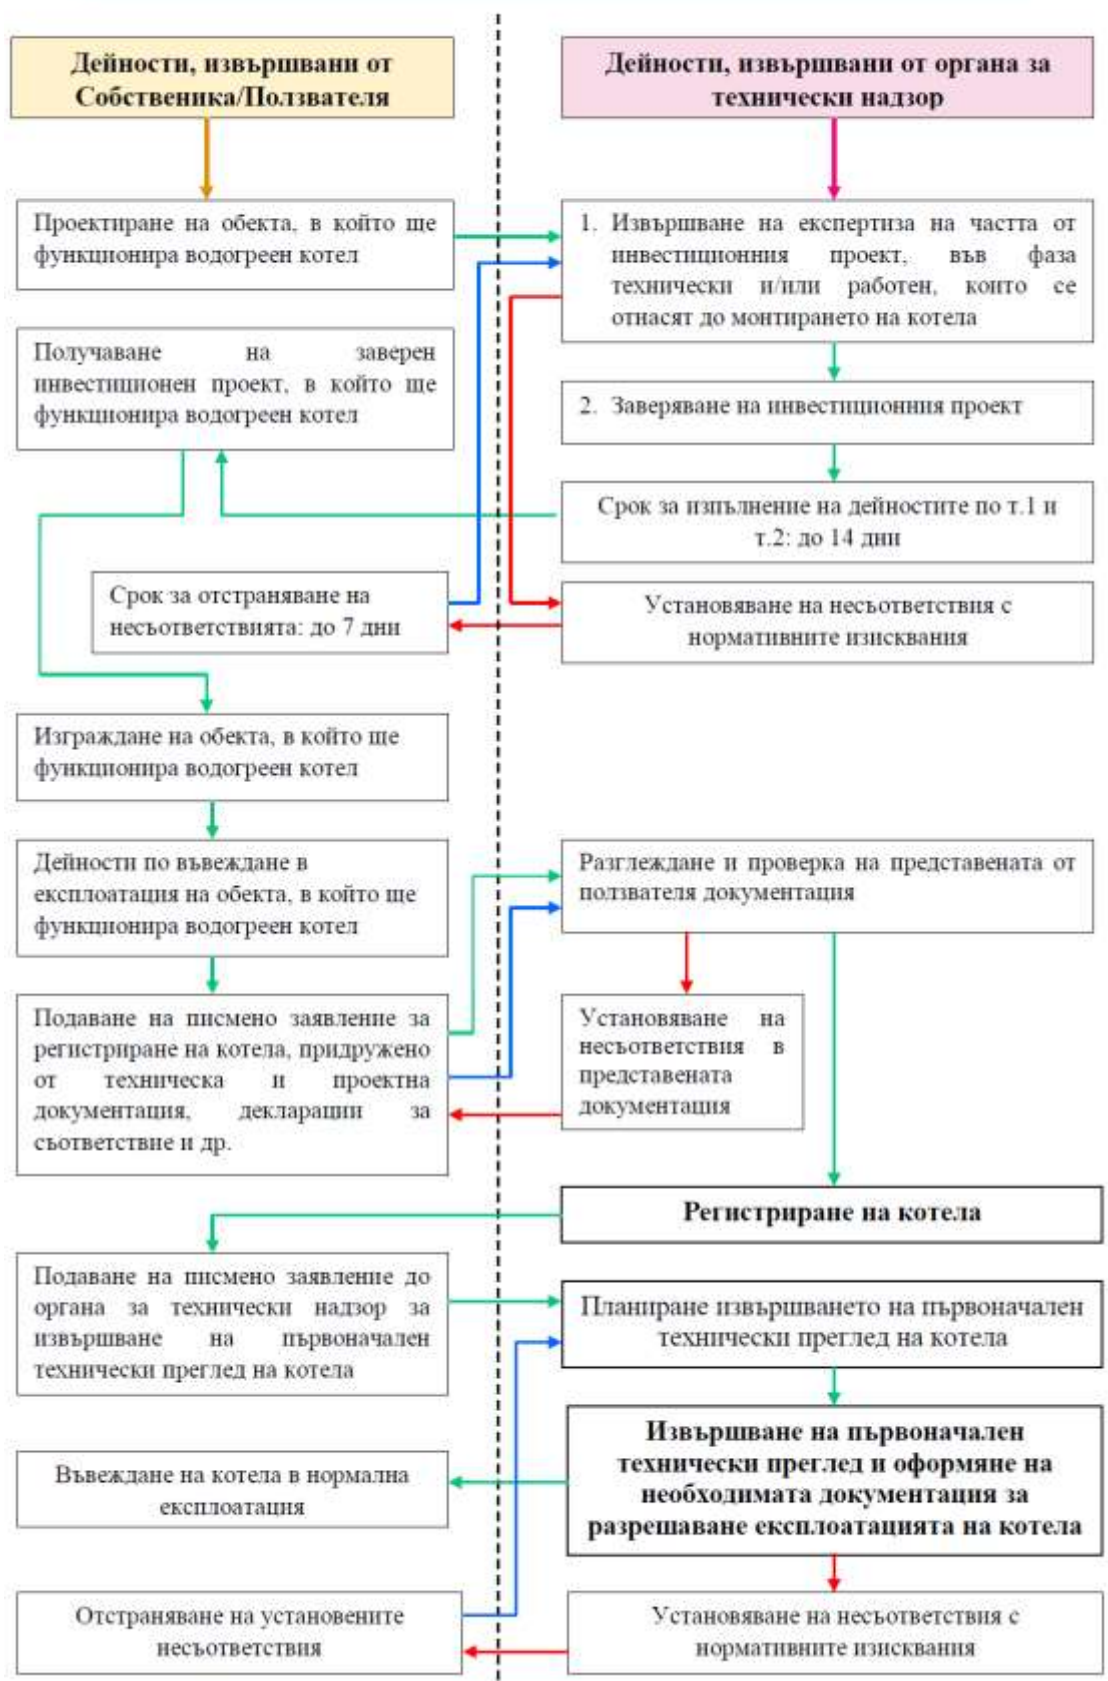 Дейности, извършвани от
Собственика/Ползвателя
Дейности, извършвани от органа за
технически надзор
Проектиране на обекта, в който ще
функционира водогреен котел
1. Извършване на експертиза на частта от
инвестиционния проект, във фаза
технически и/или работен, които се
отнасят до монтирането на котела
Получаване на заверен
инвестиционен проект, в който ще
функционира водогреен котел
2. Заверяване на инвестиционния проект
Срок за изпълнение на дейностите по т.1 и
т.2: до 14 дни
Срок за отстраняване на
несъответствията: до 7 дни
Установяване на несъответствия с
нормативните изисквания
Изграждане на обекта, в който ще
функционира водогреен котел
Дейности по въвеждане в
експлоатация на обекта, в който ще
функционира водогреен котел
Разглеждане и проверка на представената от
ползвателя документация
Подаване на писмено заявление за
регистриране на котела, придружено
от техническа и проектна
документация, декларации за
съответствие и др.
Установяване на
несъответствия в
представената
документация
Регистриране на котела
Подаване на писмено заявление до
органа за технически надзор за
извършване на първоначален
технически преглед на котела
Планиране извършването на първоначален
технически преглед на котела
Извършване на първоначален
технически преглед и оформяне на
необходимата документация за
разрешаване експлоатацията на котела
Въвеждане на котела в нормална
експлоатация
Отстраняване на установените
несъответствия
Установяване на несъответствия с
нормативните изисквания